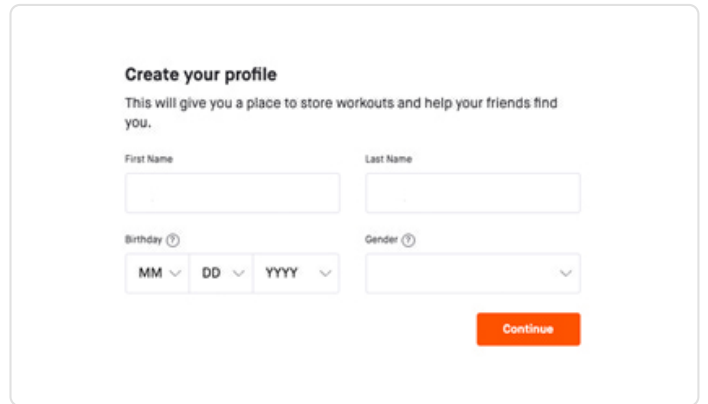 Create your profile
This will give you a place to store workouts and help your friends find
you.
First Name
Last Name
Birthday ?
Gender ?
MM
DD
YYYY
Continue